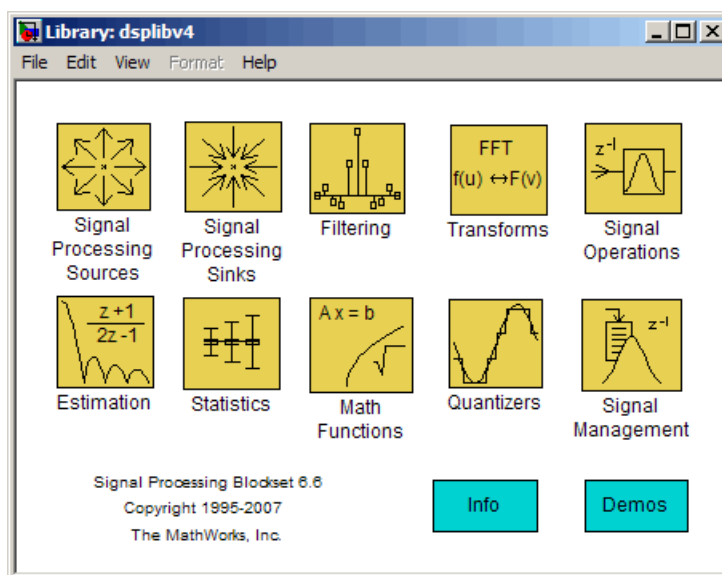 Library: dsplibv4
File Edit View Format Help
FFT
f(u) ↔F(v)
z-1
Signal
Processing
Sources
Signal
Processing
Sinks
Filtering
Transforms
Signal
Operations
z+1
2z-1
Ax = b
z-1
Estimation
Statistics
Math
Functions
Quantizers
Signal
Management
Signal Processing Blockset 6.6
Copyright 1995-2007
The MathWorks, Inc.
Info
Demos